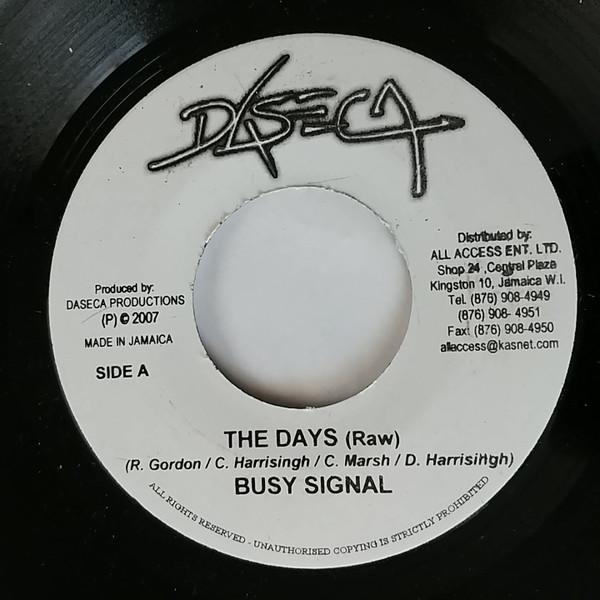 DASECA
Distributed by:
ALL ACCESS ENT. LTD.
Shop 24 ,Central Plaza
Kingston 10, Jamaica W.I.
Tel. (876) 908-4949
(876) 908- 4951
Fax: (876) 908-4950
allaccess@kasnet.com
Produced by:
DASECA PRODUCTIONS
(P) © 2007
MADE IN JAMAICA
SIDE A
THE DAYS (Raw)
(R. Gordon / C. Harrisingh / C. Marsh / D. Harrisihgh)
BUSY SIGNAL
ALL RIGHTS RESERVED - UNAUTHORISED COPYING IS STRICTLY PROHIBITED